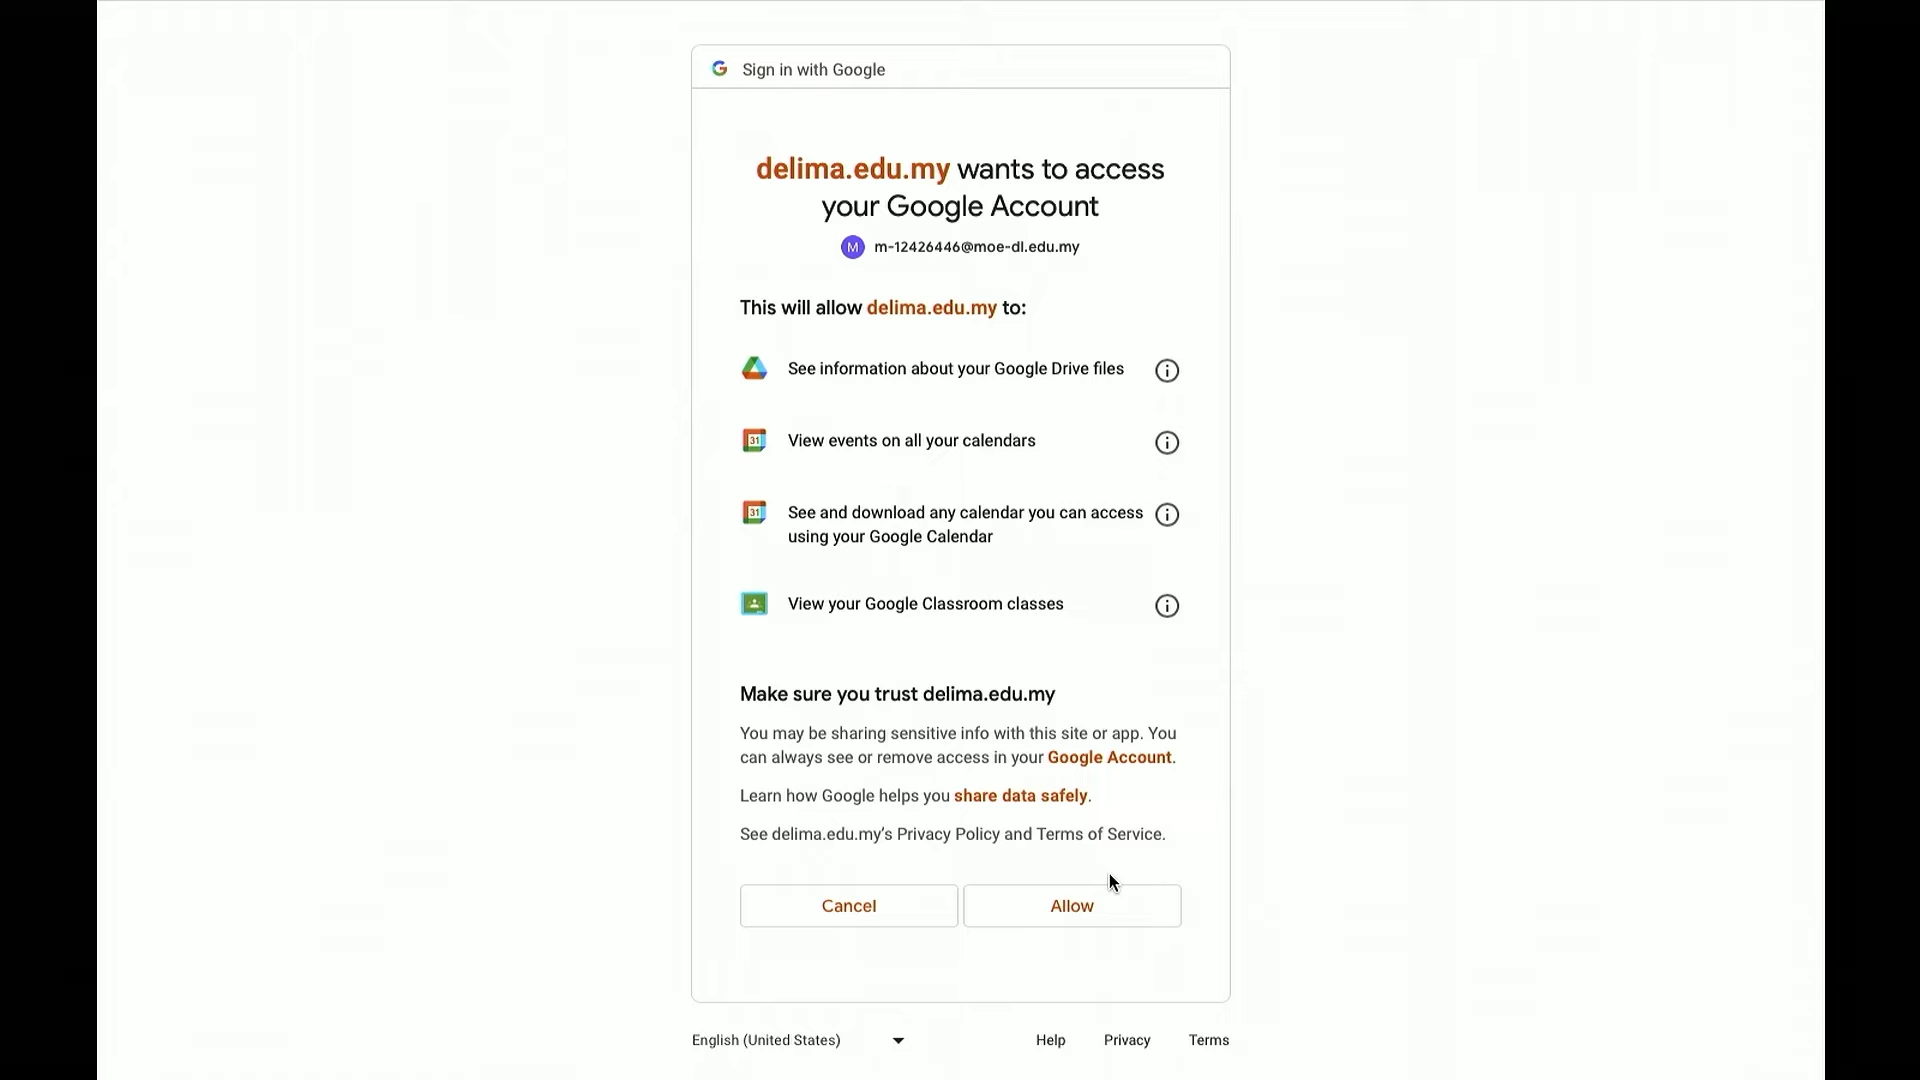 Sign in with Google
delima.edu.my wants to access
your Google Account
M m-12426446@moe-dl.edu.my
This will allow delima.edu.my to:
See information about your Google Drive files
31 View events on all your calendars
31 See and download any calendar you can access
using your Google Calendar
View your Google Classroom classes
Make sure you trust delima.edu.my
You may be sharing sensitive info with this site or app. You
can always see or remove access in your Google Account.
Learn how Google helps you share data safely.
See delima.edu.my’s Privacy Policy and Terms of Service.
Cancel Allow
English (United States) Help Privacy Terms